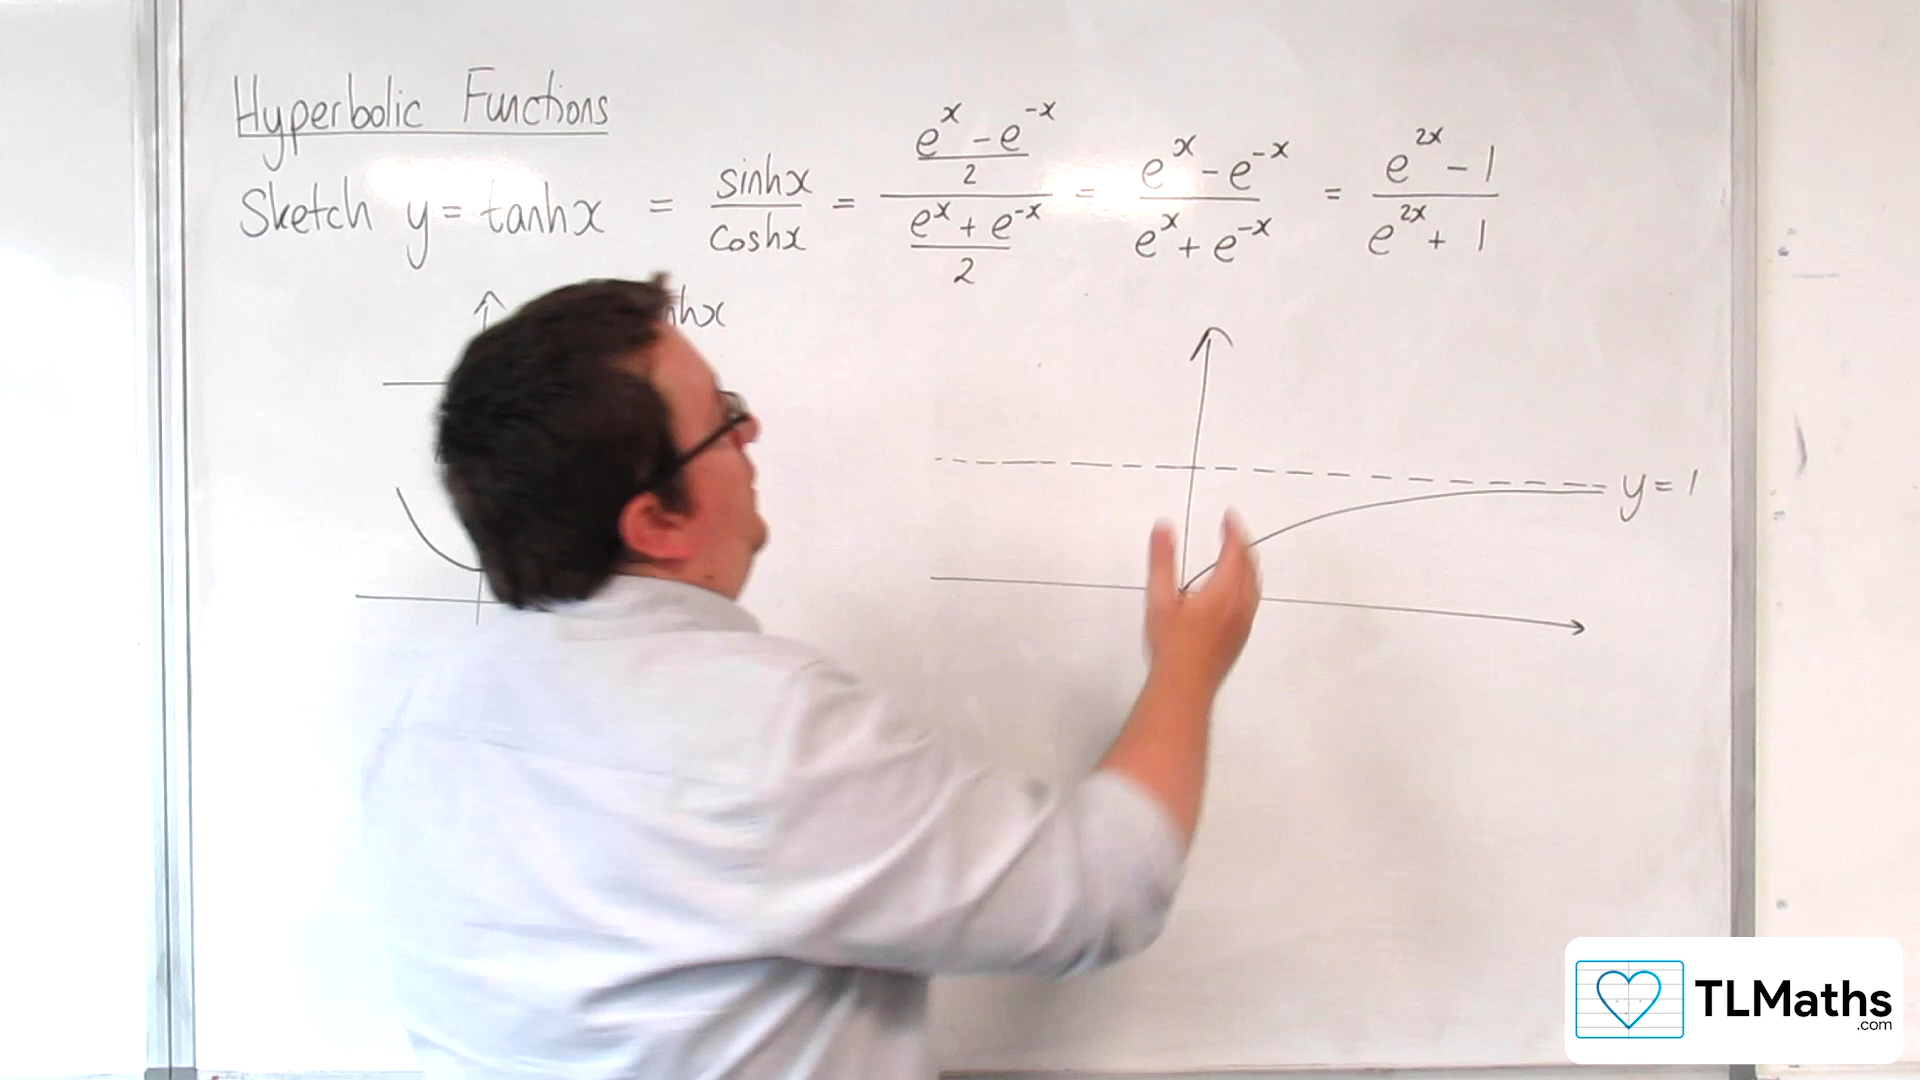 Hyperbolic Functions
Sketch y = tanhx = sinhx/coshx = ((e^x - e^-x)/2)/((e^x + e^-x)/2) = (e^x - e^-x)/(e^x + e^-x) = (e^2x - 1)/(e^2x + 1)
y = 1
TLMaths
.com